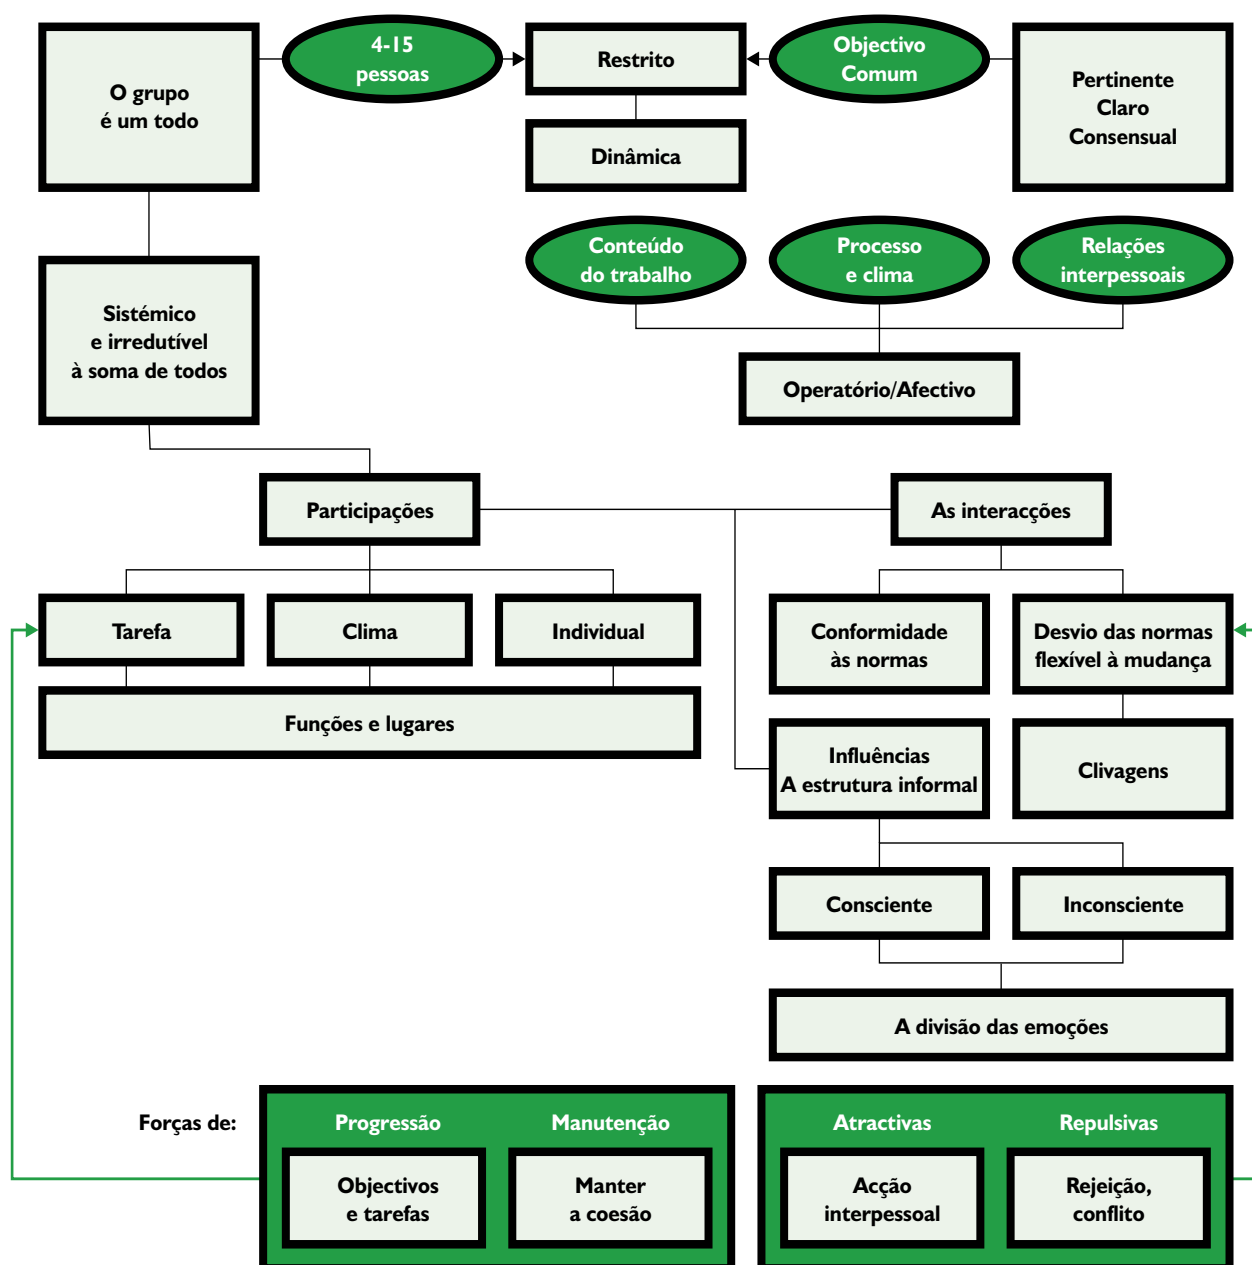 O grupo
é um todo
4-15
pessoas
Restrito
Objectivo
Comum
Pertinente
Claro
Consensual
Dinâmica
Conteúdo
do trabalho
Processo
e clima
Relações
interpessoais
Sistémico
e irredutível
à soma de todos
Operatório/Afectivo
Participações
As interacções
Tarefa
Clima
Individual
Conformidade
às normas
Desvio das normas
flexível à mudança
Funções e lugares
Influências
A estrutura informal
Clivagens
Consciente
Inconsciente
A divisão das emoções
Forças de:
Progressão
Manutenção
Atractivas
Repulsivas
Objectivos
e tarefas
Manter
a coesão
Acção
interpessoal
Rejeição,
conflito